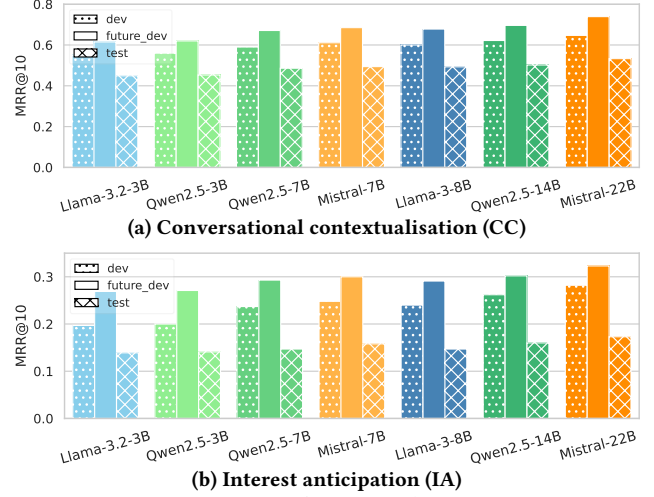 0.8
0.6
0.4
0.2
0.0
MRR@10
dev
future_dev
test
Llama-3.2-3B
Qwen2.5-3B
Qwen2.5-7B
Mistral-7B
Llama-3-8B
Qwen2.5-14B
Mistral-22B
(a) Conversational contextualisation (CC)
0.3
0.2
0.1
0.0
MRR@10
dev
future_dev
test
Llama-3.2-3B
Qwen2.5-3B
Qwen2.5-7B
Mistral-7B
Llama-3-8B
Qwen2.5-14B
Mistral-22B
(b) Interest anticipation (IA)